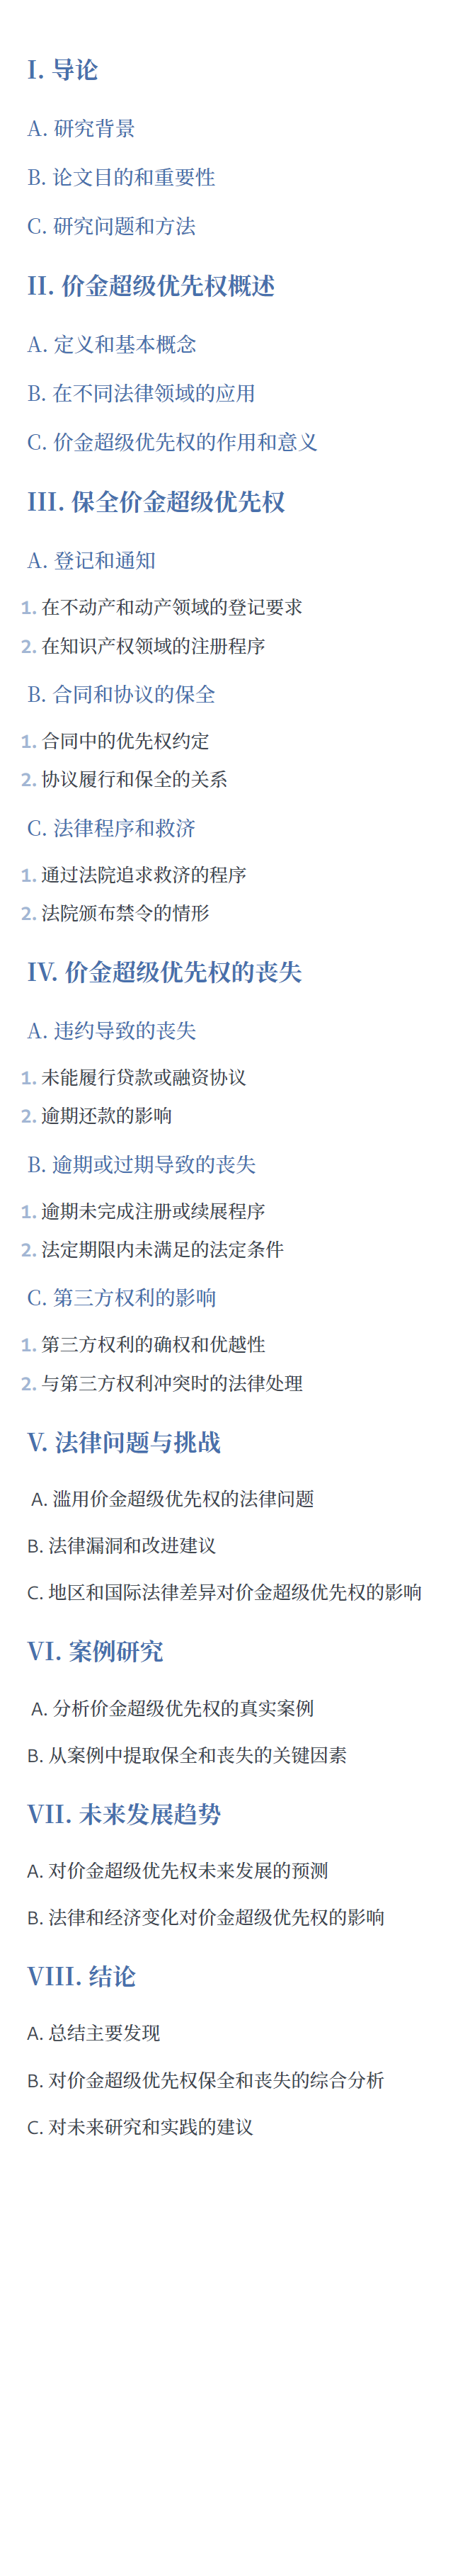 I. 导论
A. 研究背景
B. 论文目的和重要性
C. 研究问题和方法
II. 价金超级优先权概述
A. 定义和基本概念
B. 在不同法律领域的应用
C. 价金超级优先权的作用和意义
III. 保全价金超级优先权
A. 登记和通知
1. 在不动产和动产领域的登记要求
2. 在知识产权领域的注册程序
B. 合同和协议的保全
1. 合同中的优先权约定
2. 协议履行和保全的关系
C. 法律程序和救济
1. 通过法院追求救济的程序
2. 法院颁布禁令的情形
IV. 价金超级优先权的丧失
A. 违约导致的丧失
1. 未能履行贷款或融资协议
2. 逾期还款的影响
B. 逾期或过期导致的丧失
1. 逾期未完成注册或续展程序
2. 法定期限内未满足的法定条件
C. 第三方权利的影响
1. 第三方权利的确权和优越性
2. 与第三方权利冲突时的法律处理
V. 法律问题与挑战
A. 滥用价金超级优先权的法律问题
B. 法律漏洞和改进建议
C. 地区和国际法律差异对价金超级优先权的影响
VI. 案例研究
A. 分析价金超级优先权的真实案例
B. 从案例中提取保全和丧失的关键因素
VII. 未来发展趋势
A. 对价金超级优先权未来发展的预测
B. 法律和经济变化对价金超级优先权的影响
VIII. 结论
A. 总结主要发现
B. 对价金超级优先权保全和丧失的综合分析
C. 对未来研究和实践的建议